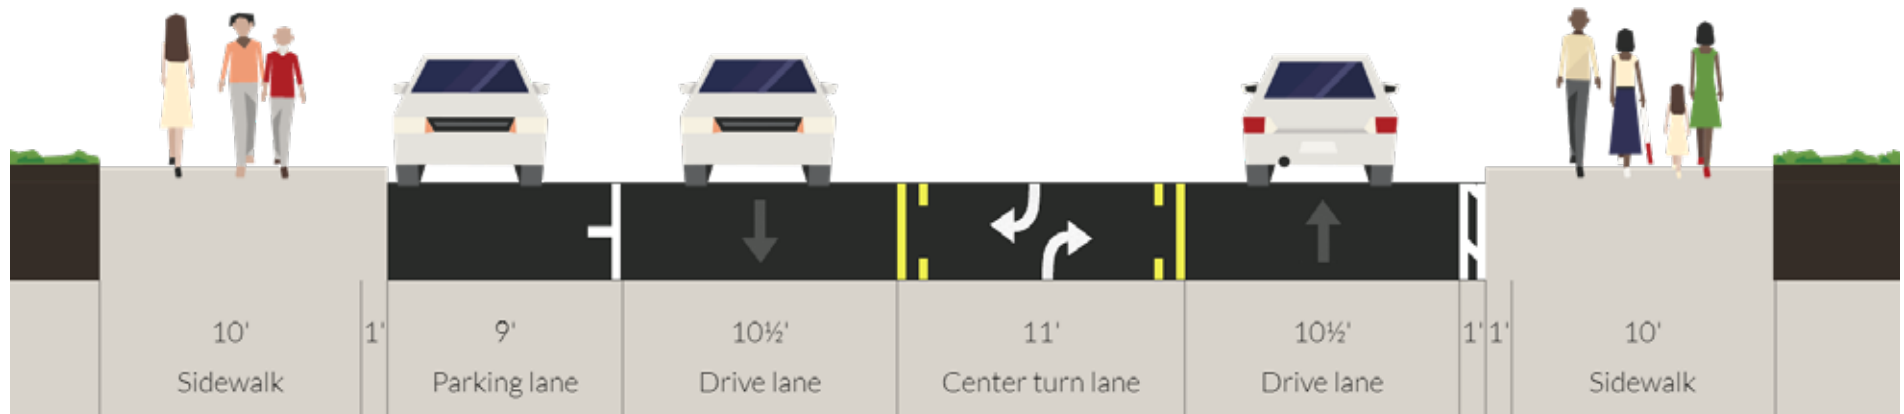 10' 1' 9' 10½' 11' 10½' 1' 1' 10'
Sidewalk Parking lane Drive lane Center turn lane Drive lane Sidewalk